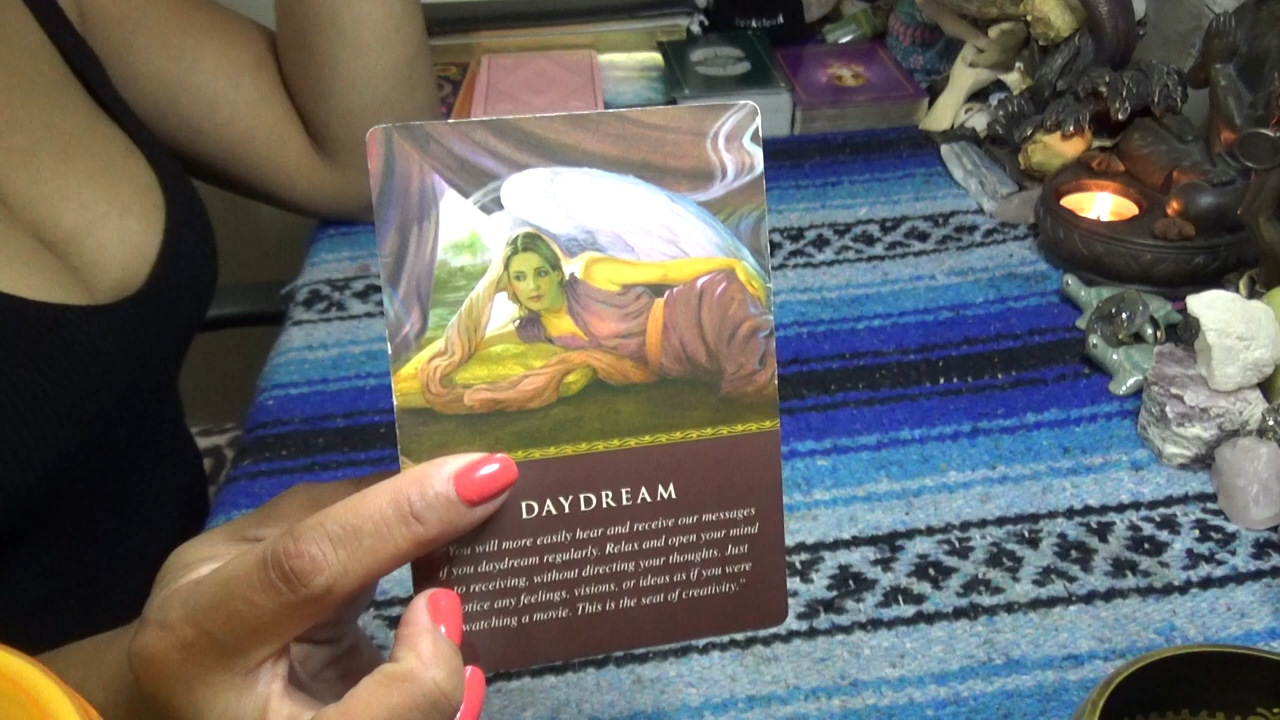 DAYDREAM
"You will more easily hear and receive our messages
if you daydream regularly. Relax and open your mind
to receiving, without directing your thoughts. Just
any feelings, visions, or ideas as if you were
watching a movie. This is the seat of creativity."